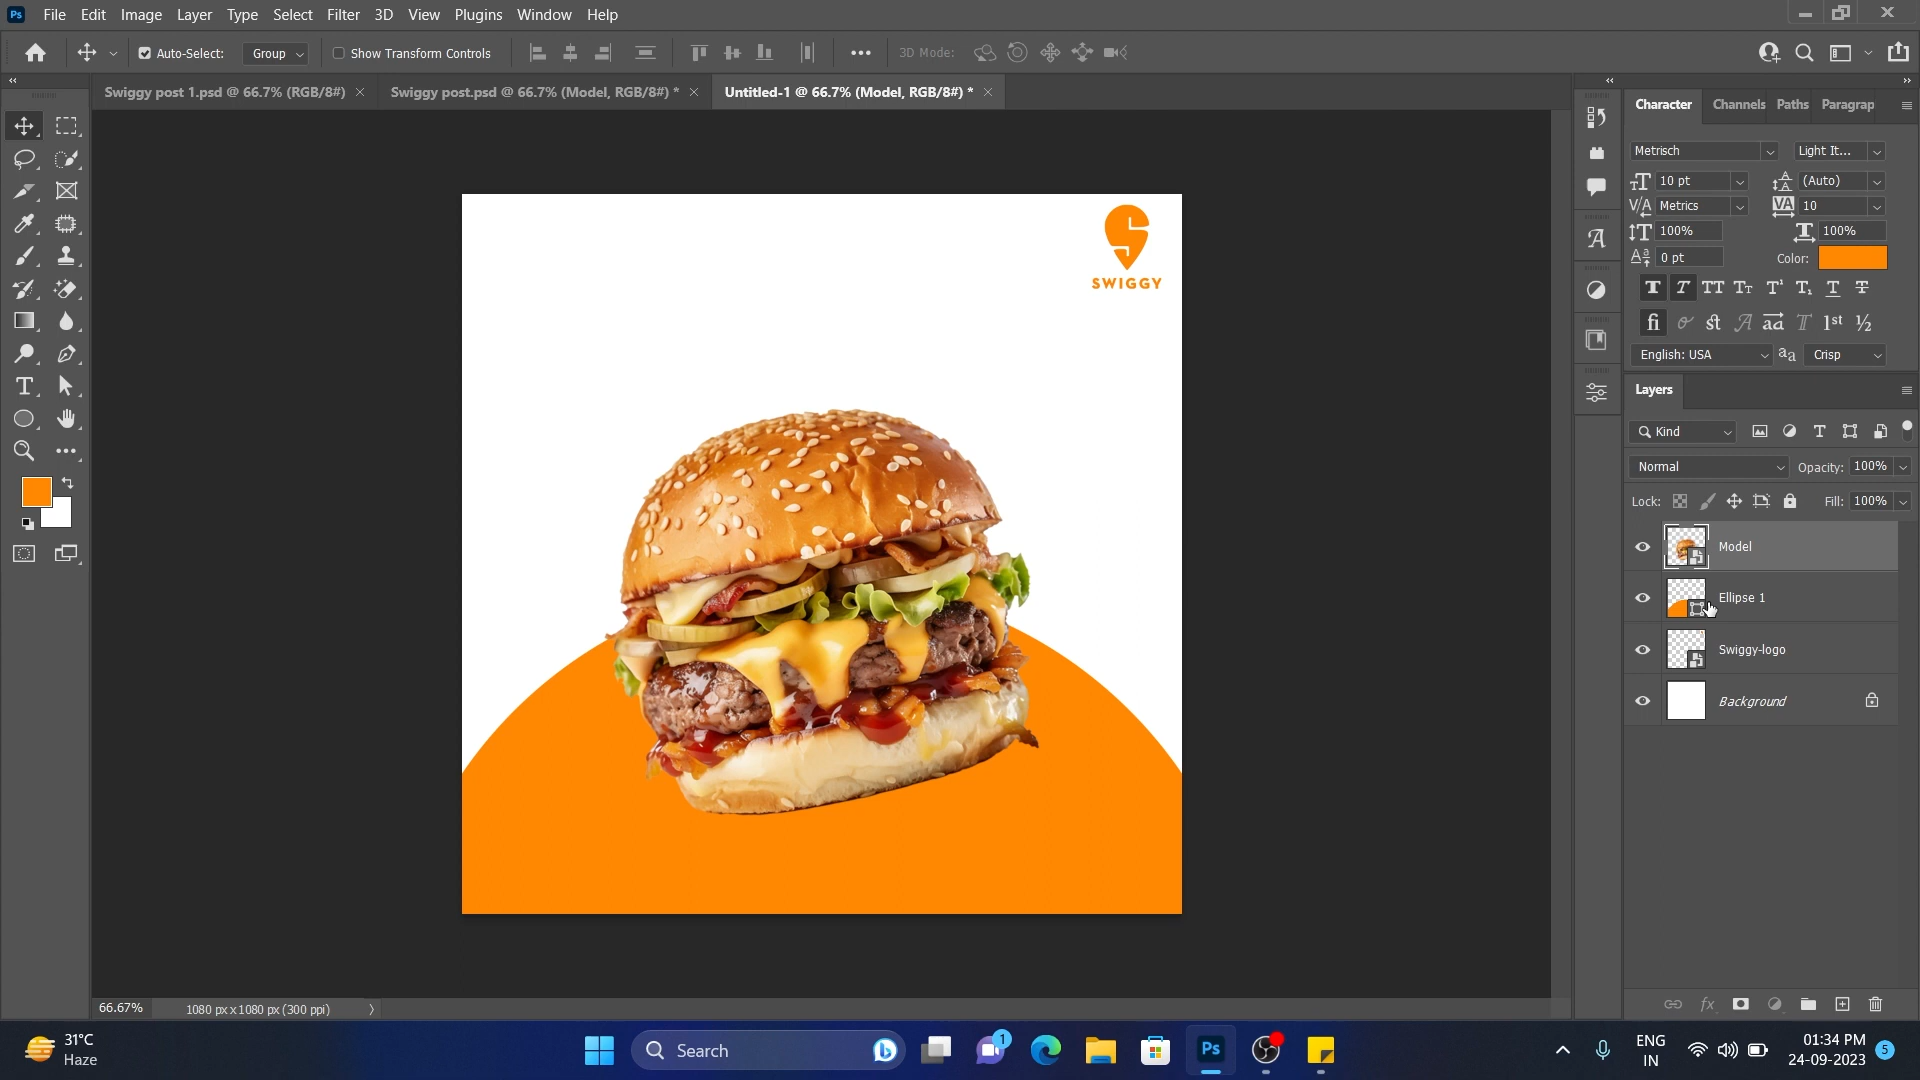 Ps File Edit Image Layer Type Select Filter 3D View Plugins Window Help
Auto-Select: Group Show Transform Controls 3D Mode:
Swiggy post 1.psd @ 66.7% (RGB/8#) Swiggy post.psd @ 66.7% (Model, RGB/8#) * Untitled-1 @ 66.7% (Model, RGB/8#) *
Character Channels Paths Paragrap
Metrisch Light It...
10 pt (Auto)
Metrics 10
100% 100%
0 pt Color:
English: USA Crisp
Layers
Kind
Normal Opacity: 100%
Lock: Fill: 100%
Model
Ellipse 1
Swiggy-logo
Background
SWIGGY
66.67% 1080 px x 1080 px (300 ppi)
31°C
Haze
Search
1
Ps
ENG
IN
01:34 PM
24-09-2023
5